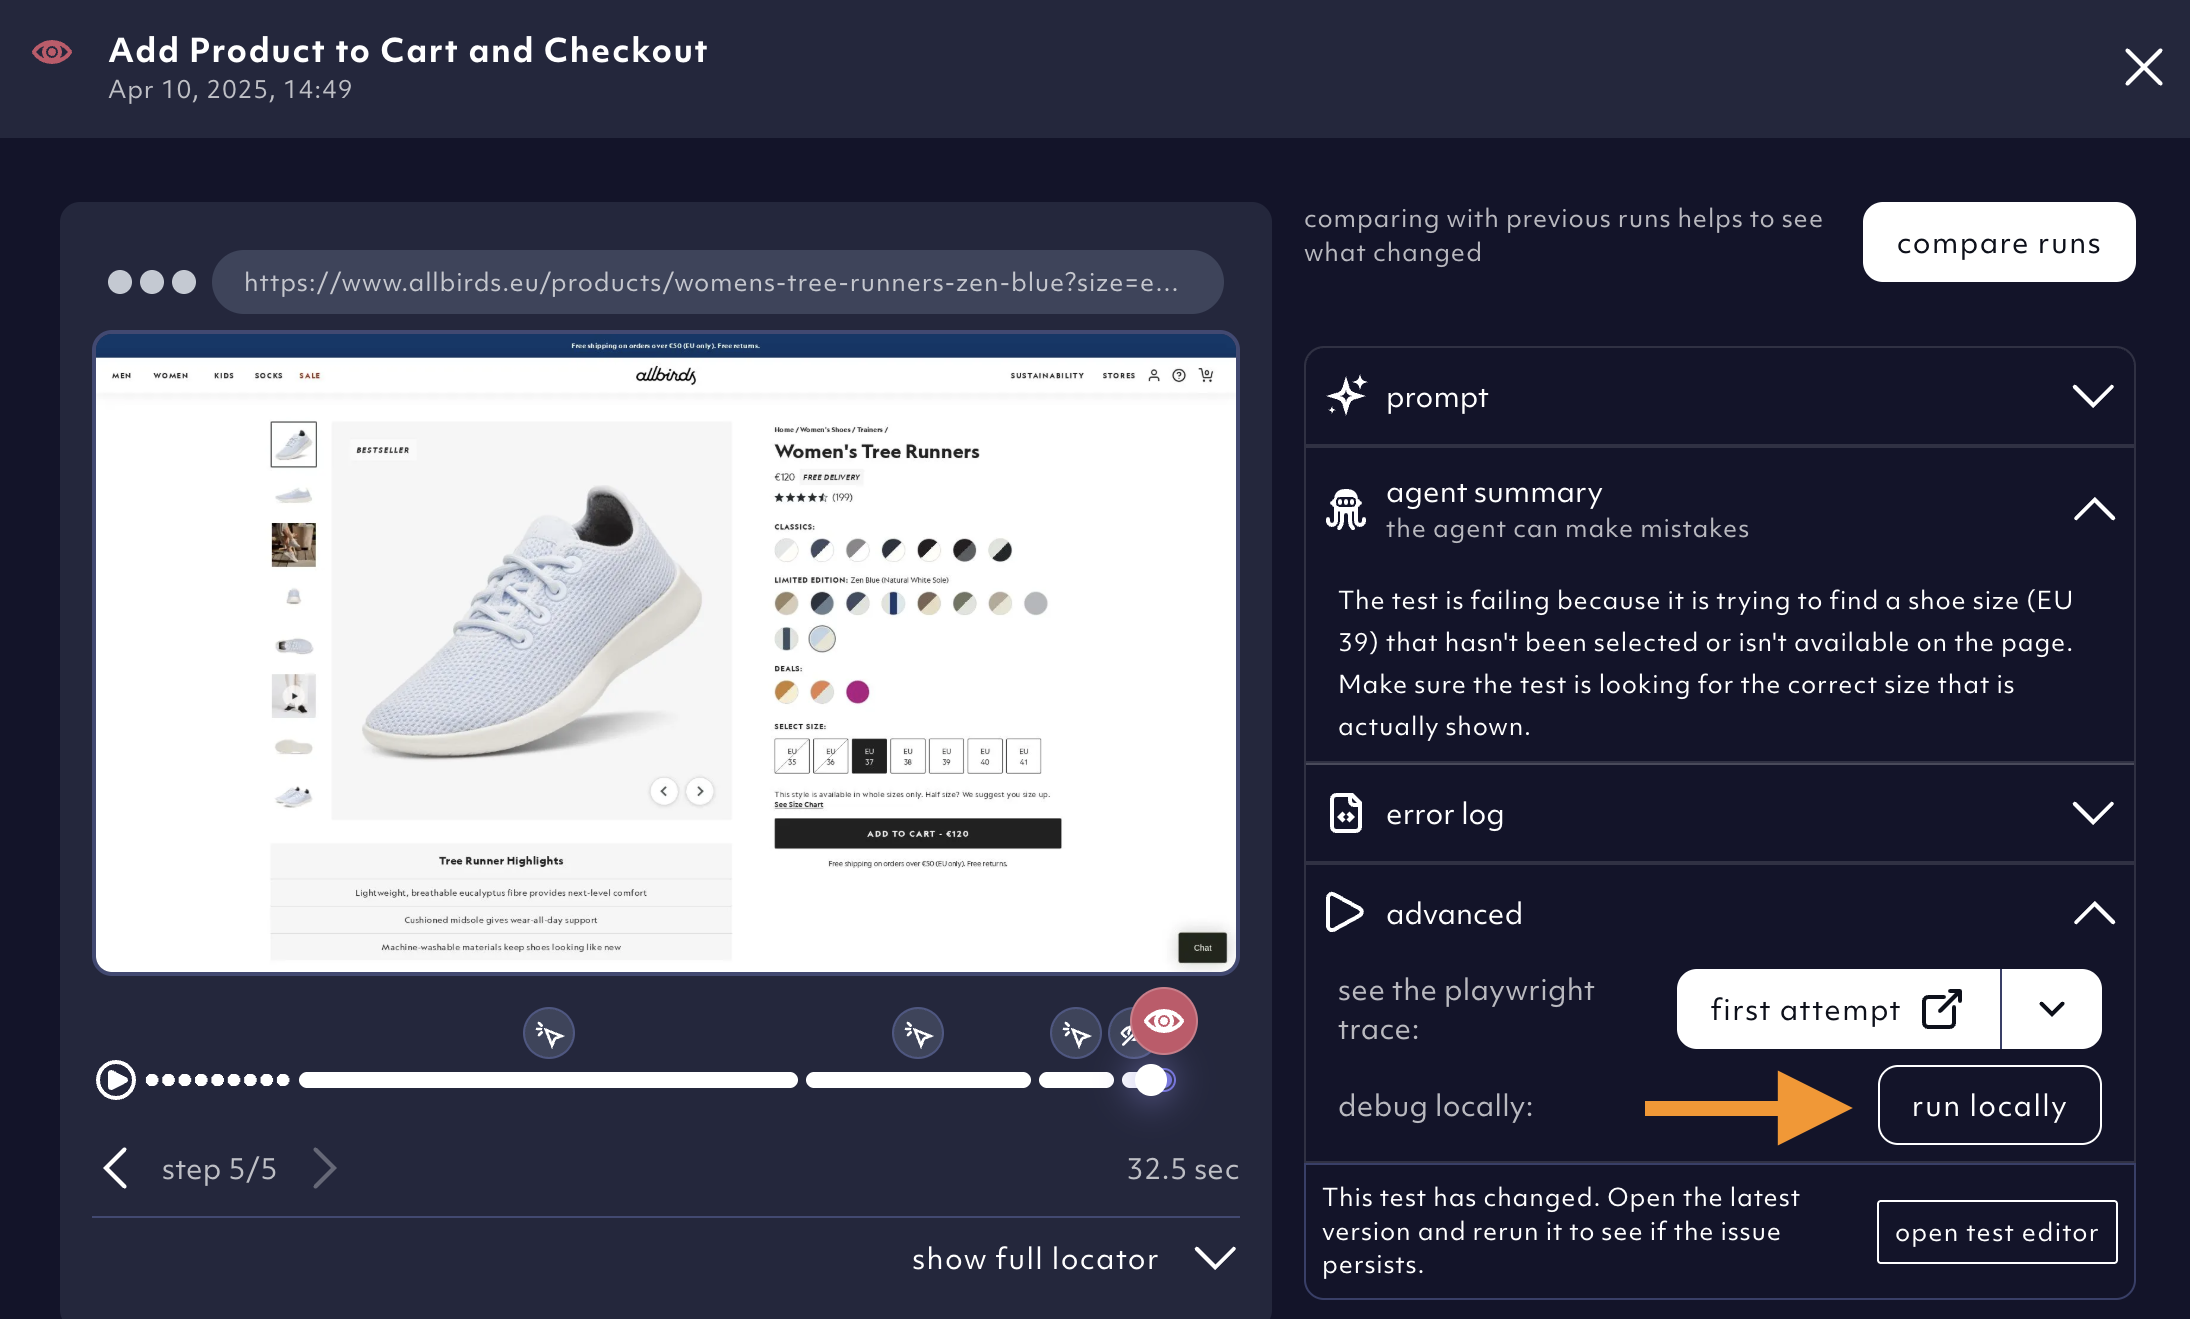 Add Product to Cart and Checkout
Apr 10, 2025, 14:49
https://www.allbirds.eu/products/womens-tree-runners-zen-blue?size=e...
Free shipping on orders over €50 (EU only). Free returns.
MEN WOMEN KIDS SOCKS SALE
allbirds
SUSTAINABILITY STORES
0
BESTSELLER
Home / Women's Shoes / Trainers /
Women's Tree Runners
€120 FREE DELIVERY
(199)
CLASSICS:
LIMITED EDITION: Zen Blue (Natural White Sole)
DEALS:
SELECT SIZE:
EU 35
EU 36
EU 37
EU 38
EU 39
EU 40
EU 41
This style is available in whole sizes only. Half size? We suggest you size up.
See Size Chart
ADD TO CART - €120
Free shipping on orders over €50 (EU only). Free returns.
Tree Runner Highlights
Lightweight, breathable eucalyptus fibre provides next-level comfort
Cushioned midsole gives wear-all-day support
Machine-washable materials keep shoes looking like new
Chat
step 5/5
32.5 sec
show full locator
comparing with previous runs helps to see
what changed
compare runs
prompt
agent summary
the agent can make mistakes
The test is failing because it is trying to find a shoe size (EU
39) that hasn't been selected or isn't available on the page.
Make sure the test is looking for the correct size that is
actually shown.
error log
advanced
see the playwright
trace:
first attempt
debug locally:
run locally
This test has changed. Open the latest
version and rerun it to see if the issue
persists.
open test editor